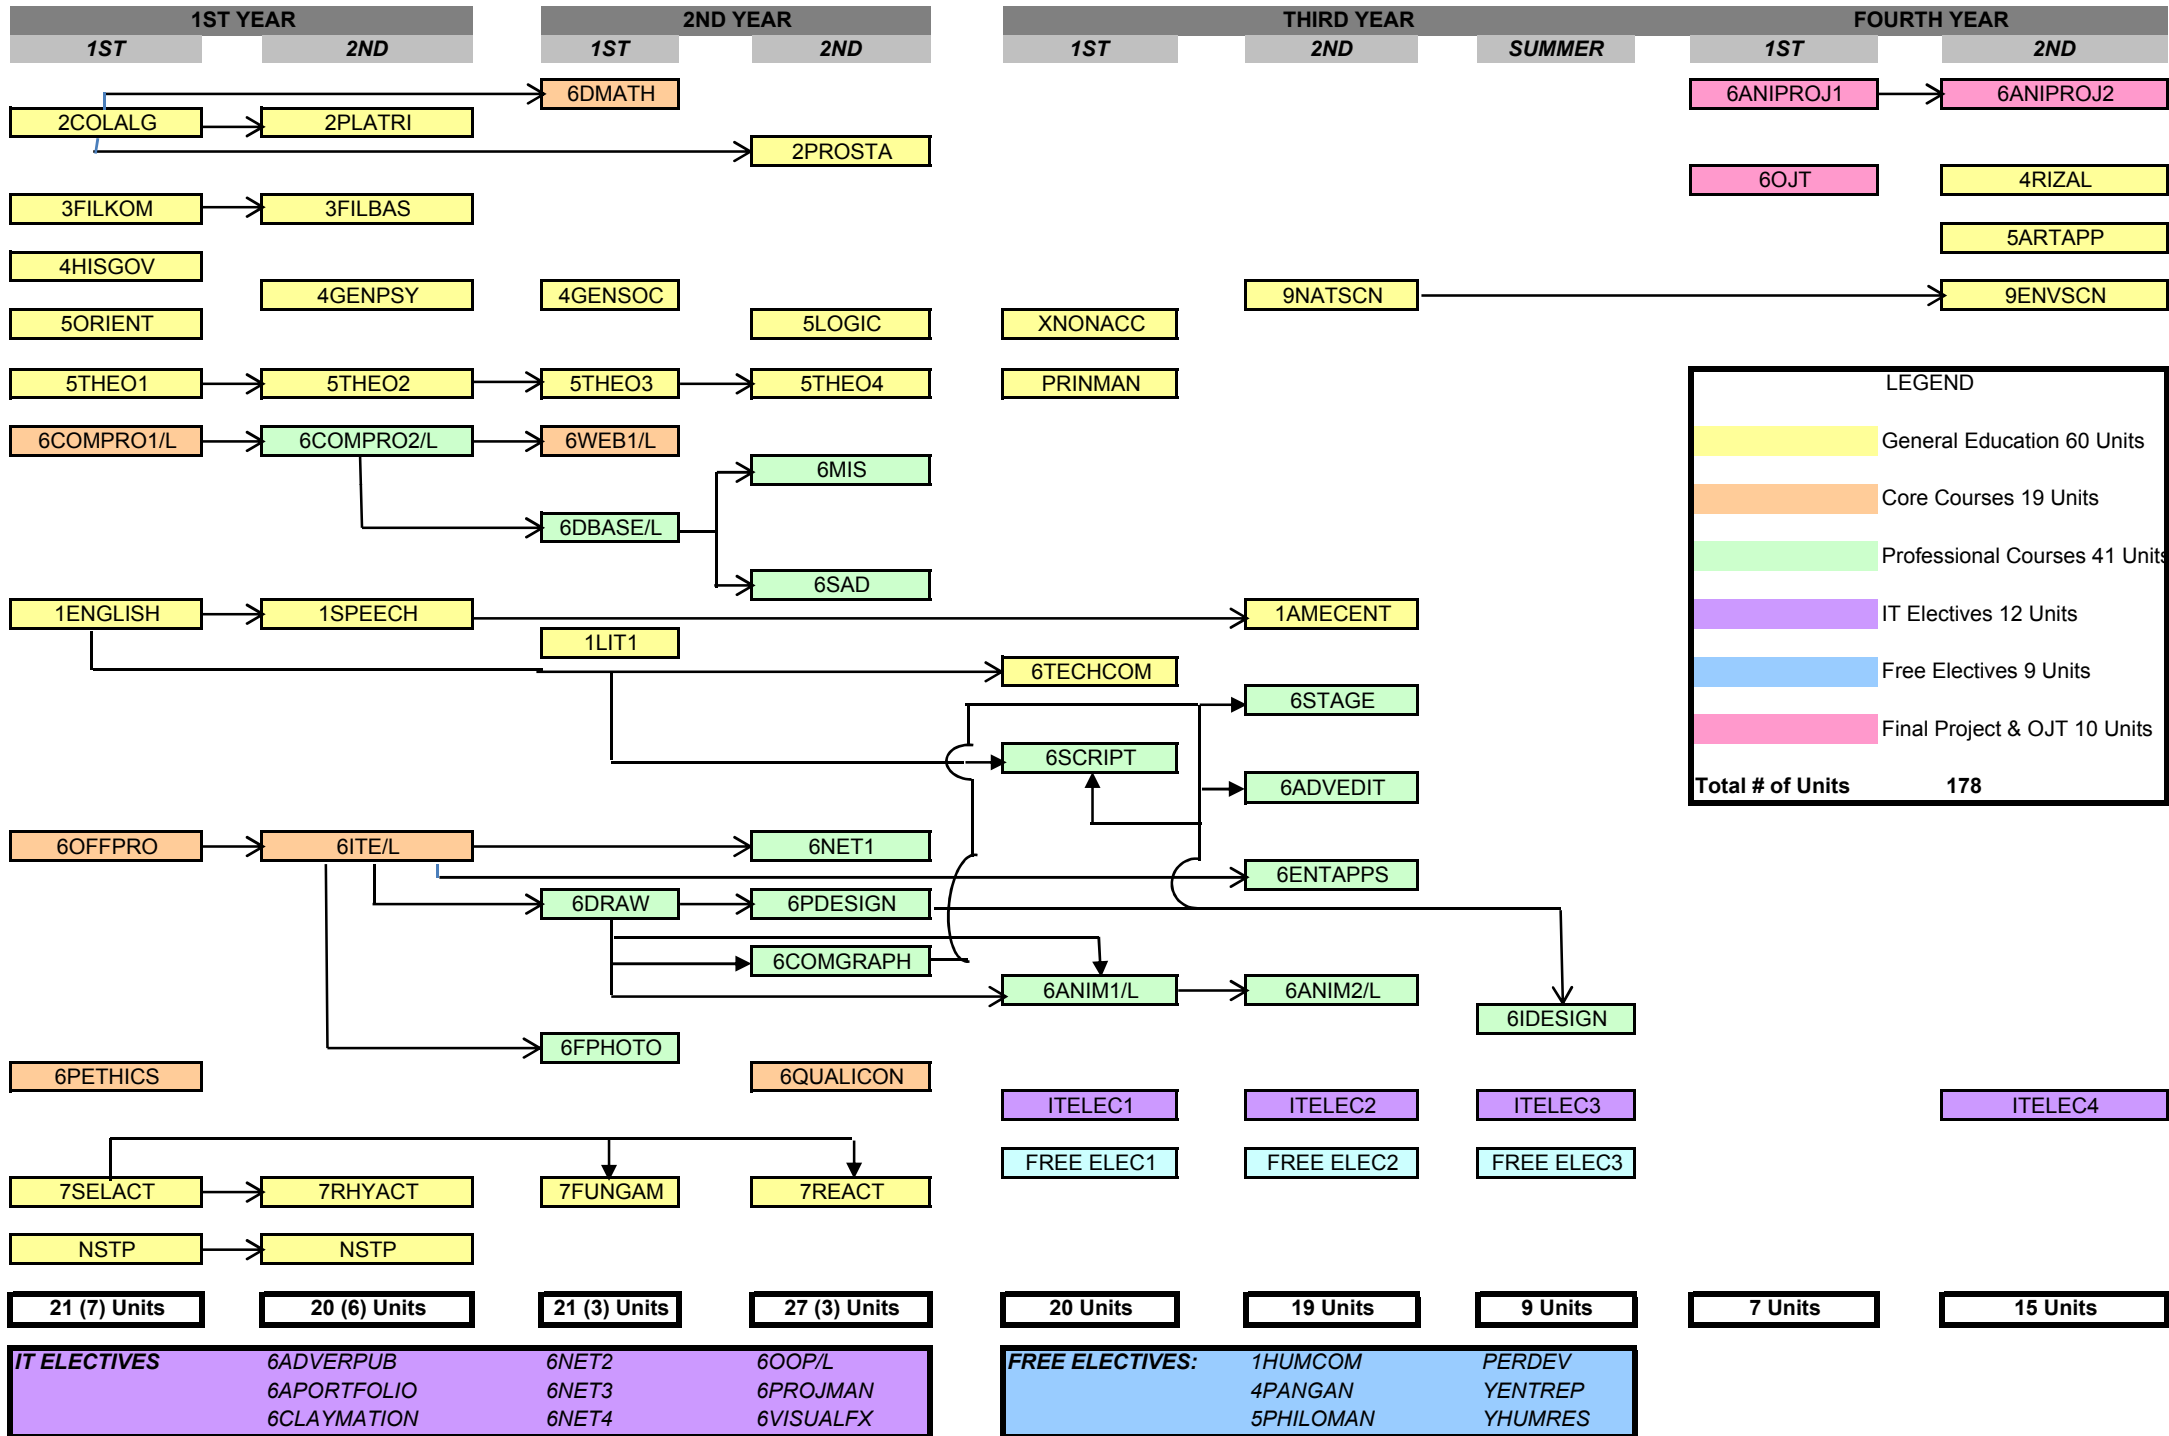 1ST YEAR 2ND YEAR THIRD YEAR FOURTH YEAR
1ST 2ND 1ST 2ND 1ST 2ND SUMMER 1ST 2ND
6DMATH 6ANIPROJ1 6ANIPROJ2
2COLALG 2PLATRI
2PROSTA
6OJT 4RIZAL
3FILKOM 3FILBAS
5ARTAPP
4HISGOV
4GENPSY 4GENSOC 9NATSCN 9ENVSCN
5ORIENT 5LOGIC XNONACC
5THEO1 5THEO2 5THEO3 5THEO4 PRINMAN
6COMPRO1/L 6COMPRO2/L 6WEB1/L
6MIS
6DBASE/L
6SAD
1ENGLISH 1SPEECH 1AMECENT
1LIT1
6TECHCOM
6STAGE
6SCRIPT
6ADVEDIT
6OFFPRO 6ITE/L 6NET1
6ENTAPPS
6DRAW 6PDESIGN
6COMGRAPH
6ANIM1/L 6ANIM2/L
6IDESIGN
6FPHOTO
6PETHICS 6QUALICON
ITELEC1 ITELEC2 ITELEC3 ITELEC4
FREE ELEC1 FREE ELEC2 FREE ELEC3
7SELACT 7RHYACT 7FUNGAM 7REACT
NSTP NSTP
LEGEND
General Education 60 Units
Core Courses 19 Units
Professional Courses 41 Units
IT Electives 12 Units
Free Electives 9 Units
Final Project & OJT 10 Units
Total # of Units 178
21 (7) Units 20 (6) Units 21 (3) Units 27 (3) Units 20 Units 19 Units 9 Units 7 Units 15 Units
IT ELECTIVES 6ADVERPUB 6NET2 6OOP/L
6APORTFOLIO 6NET3 6PROJMAN
6CLAYMATION 6NET4 6VISUALFX
FREE ELECTIVES: 1HUMCOM PERDEV
4PANGAN YENTREP
5PHILOMAN YHUMRES